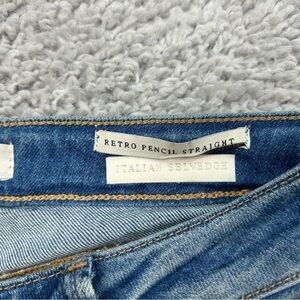 RETRO PENCIL STRAIGHT
ITALIAN SELVEDGE